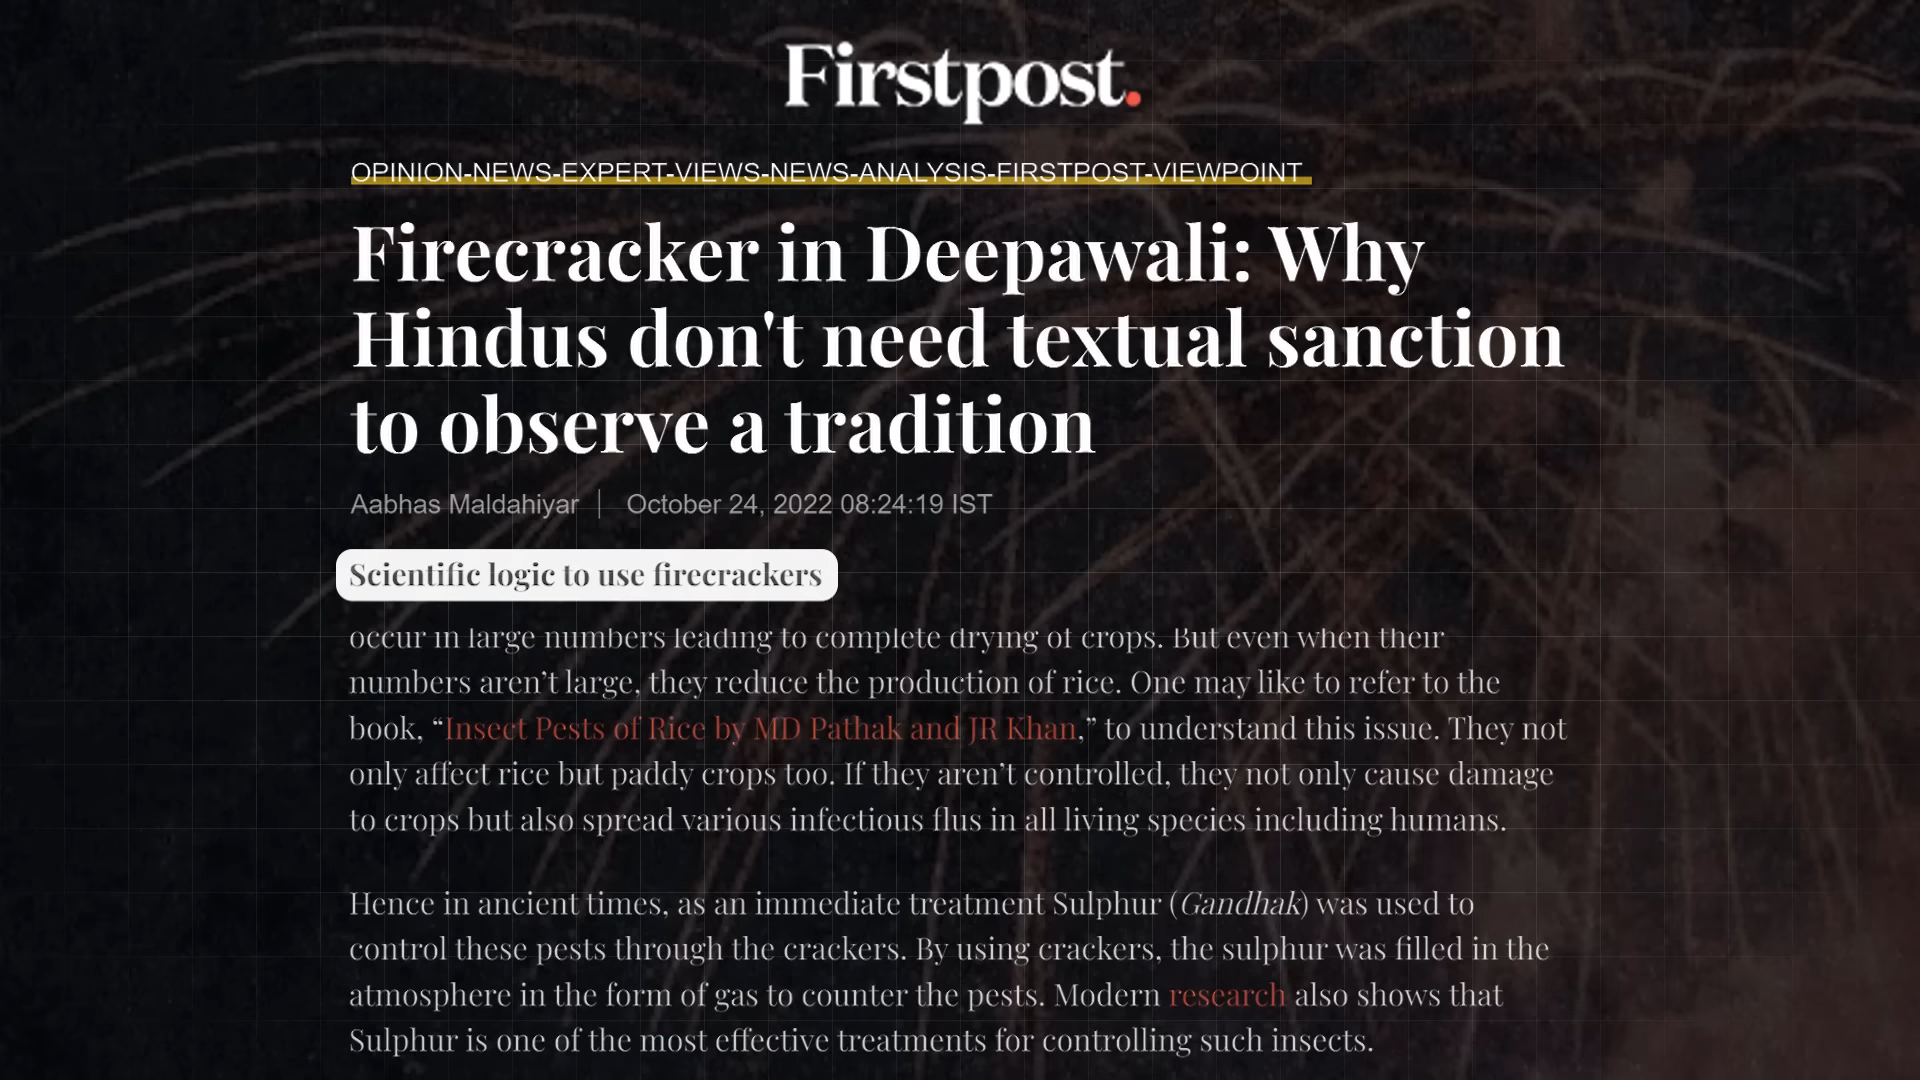 Firstpost.
OPINION-NEWS-EXPERT-VIEWS-NEWS-ANALYSIS-FIRSTPOST-VIEWPOINT
Firecracker in Deepawali: Why
Hindus don't need textual sanction
to observe a tradition
Aabhas Maldahiyar | October 24, 2022 08:24:19 IST
Scientific logic to use firecrackers
occur in large numbers leading to complete drying of crops. But even when their
numbers aren’t large, they reduce the production of rice. One may like to refer to the
book, “Insect Pests of Rice by MD Pathak and JR Khan,” to understand this issue. They not
only affect rice but paddy crops too. If they aren’t controlled, they not only cause damage
to crops but also spread various infectious flus in all living species including humans.
Hence in ancient times, as an immediate treatment Sulphur (Gandhak) was used to
control these pests through the crackers. By using crackers, the sulphur was filled in the
atmosphere in the form of gas to counter the pests. Modern research also shows that
Sulphur is one of the most effective treatments for controlling such insects.